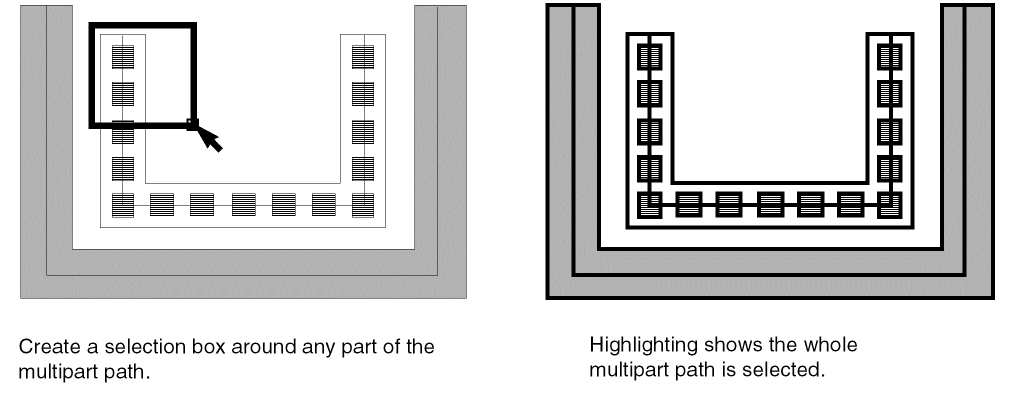 Create a selection box around any part of the
multipart path.
Highlighting shows the whole
multipart path is selected.